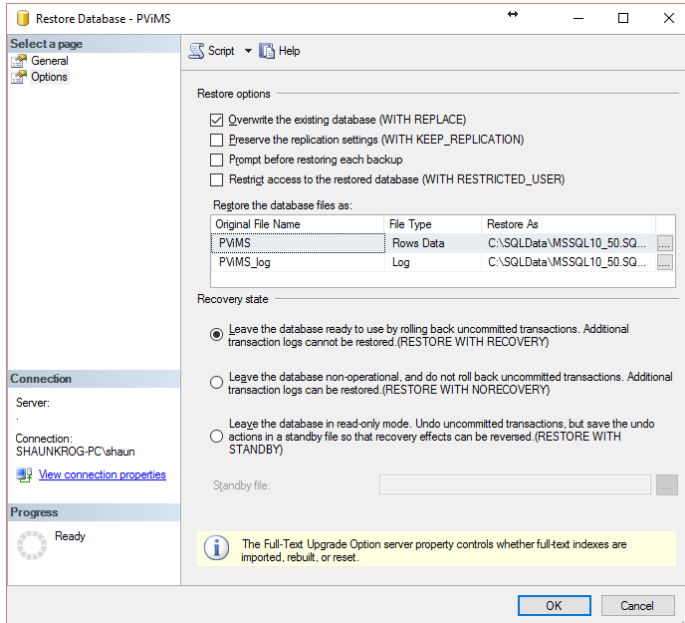 Restore Database - PViMS
Select a page
General
Options
Script
Help
Restore options
Overwrite the existing database (WITH REPLACE)
Preserve the replication settings (WITH KEEP_REPLICATION)
Prompt before restoring each backup
Restrict access to the restored database (WITH RESTRICTED_USER)
Restore the database files as:
Original File Name File Type Restore As
PViMS Rows Data C:\SQLData\MSSQL10_50.SQ... ...
PViMS_log Log C:\SQLData\MSSQL10_50.SQ... ...
Recovery state
Leave the database ready to use by rolling back uncommitted transactions. Additional
transaction logs cannot be restored.(RESTORE WITH RECOVERY)
Leave the database non-operational, and do not roll back uncommitted transactions. Additional
transaction logs can be restored.(RESTORE WITH NORECOVERY)
Leave the database in read-only mode. Undo uncommitted transactions, but save the undo
actions in a standby file so that recovery effects can be reversed.(RESTORE WITH
STANDBY)
Standby file:
...
Connection
Server:
.
Connection:
SHAUNKROG-PC\shaun
View connection properties
Progress
Ready
The Full-Text Upgrade Option server property controls whether full-text indexes are
imported, rebuilt, or reset.
OK
Cancel